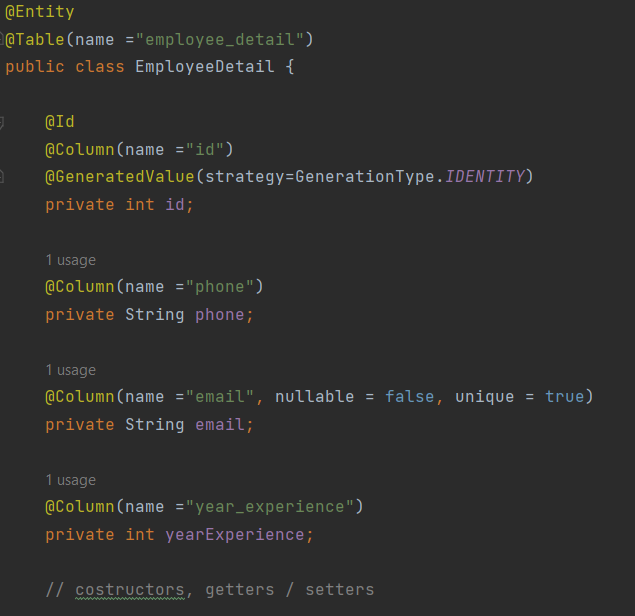 @Entity
@Table(name ="employee_detail")
public class EmployeeDetail {
@Id
@Column(name ="id")
@GeneratedValue(strategy=GenerationType.IDENTITY)
private int id;
1 usage
@Column(name ="phone")
private String phone;
1 usage
@Column(name ="email", nullable = false, unique = true)
private String email;
1 usage
@Column(name ="year_experience")
private int yearExperience;
// costructors, getters / setters